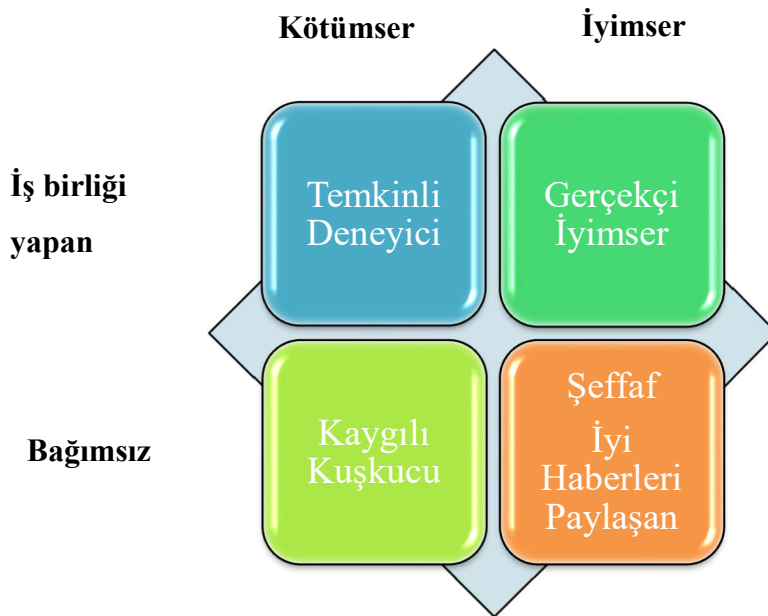 Kötümser
İyimser
İş birliği
yapan
Temkinli
Deneyici
Gerçekçi
İyimser
Bağımsız
Kaygılı
Kuşkucu
Şeffaf
İyi
Haberleri
Paylaşan